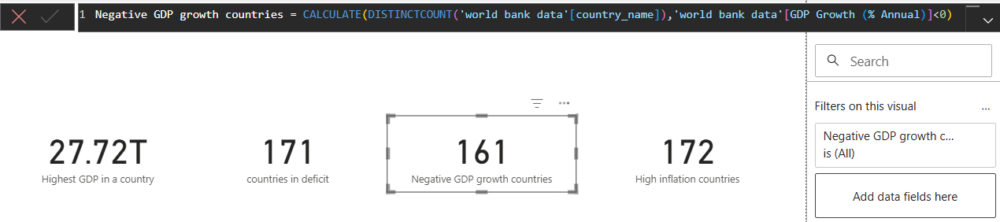 1 Negative GDP growth countries = CALCULATE(DISTINCTCOUNT('world bank data'[country_name]),'world bank data'[GDP Growth (% Annual)]<0)
Search
Filters on this visual
Negative GDP growth c...
is (All)
Add data fields here
27.72T
Highest GDP in a country
171
countries in deficit
161
Negative GDP growth countries
172
High inflation countries